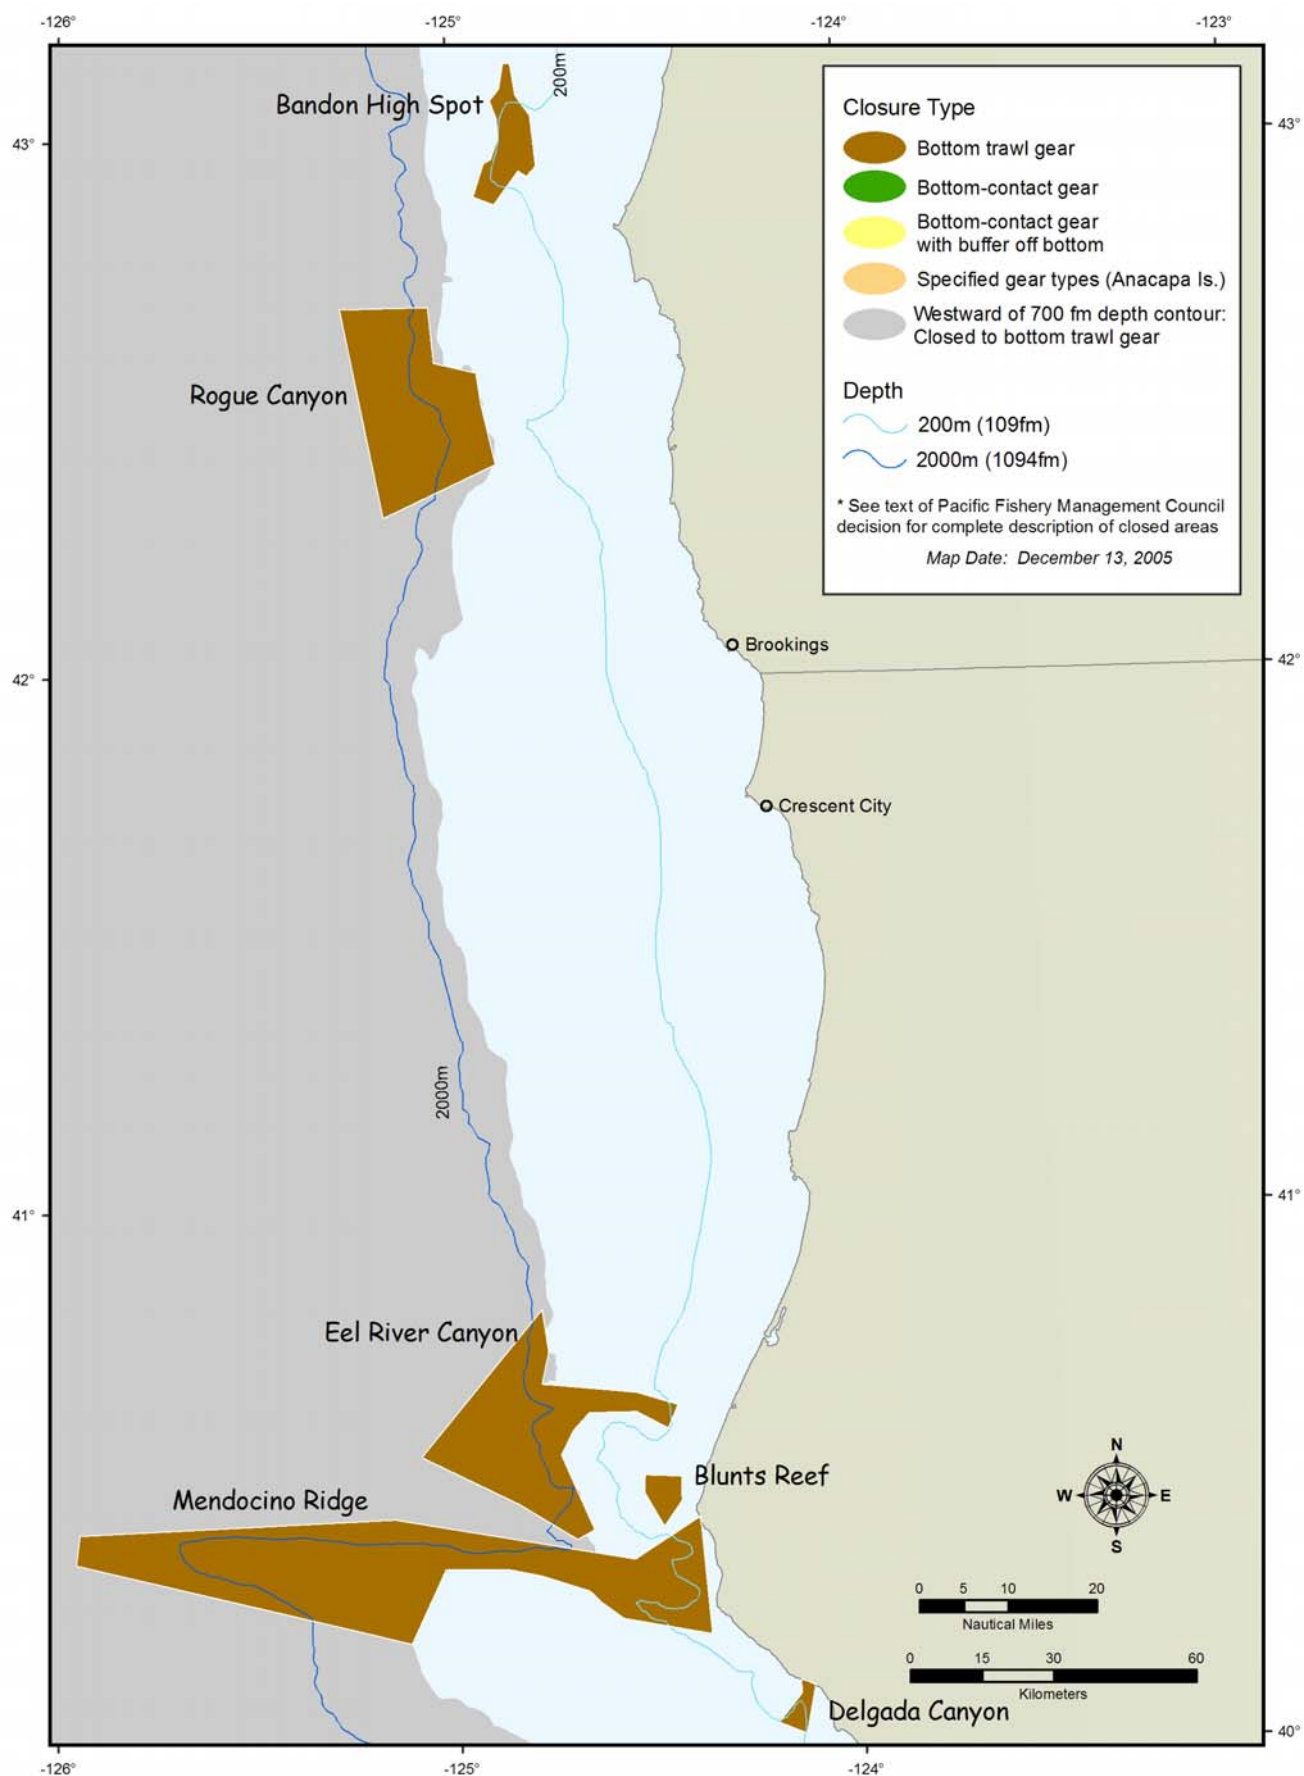 -126°
-125°
-124°
-123°
Bandon High Spot
200m
43°
43°
Closure Type
Bottom trawl gear
Bottom-contact gear
Bottom-contact gear
with buffer off bottom
Specified gear types (Anacapa Is.)
Westward of 700 fm depth contour:
Closed to bottom trawl gear
Rogue Canyon
Depth
200m (109fm)
2000m (1094fm)
* See text of Pacific Fishery Management Council
decision for complete description of closed areas
Map Date: December 13, 2005
Brookings
42°
42°
Crescent City
2000m
41°
41°
Eel River Canyon
Blunts Reef
Mendocino Ridge
N
W
E
S
0 5 10 20
Nautical Miles
0 15 30 60
Kilometers
Delgada Canyon
40°
-126°
-125°
-124°